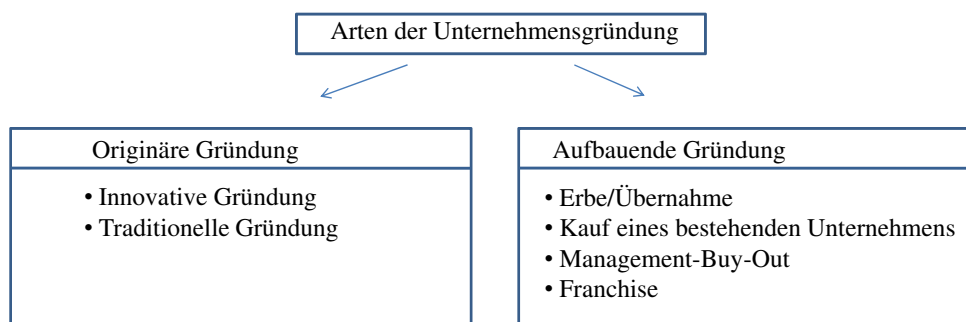 Arten der Unternehmensgründung
Originäre Gründung
• Innovative Gründung
• Traditionelle Gründung
Aufbauende Gründung
• Erbe/Übernahme
• Kauf eines bestehenden Unternehmens
• Management-Buy-Out
• Franchise